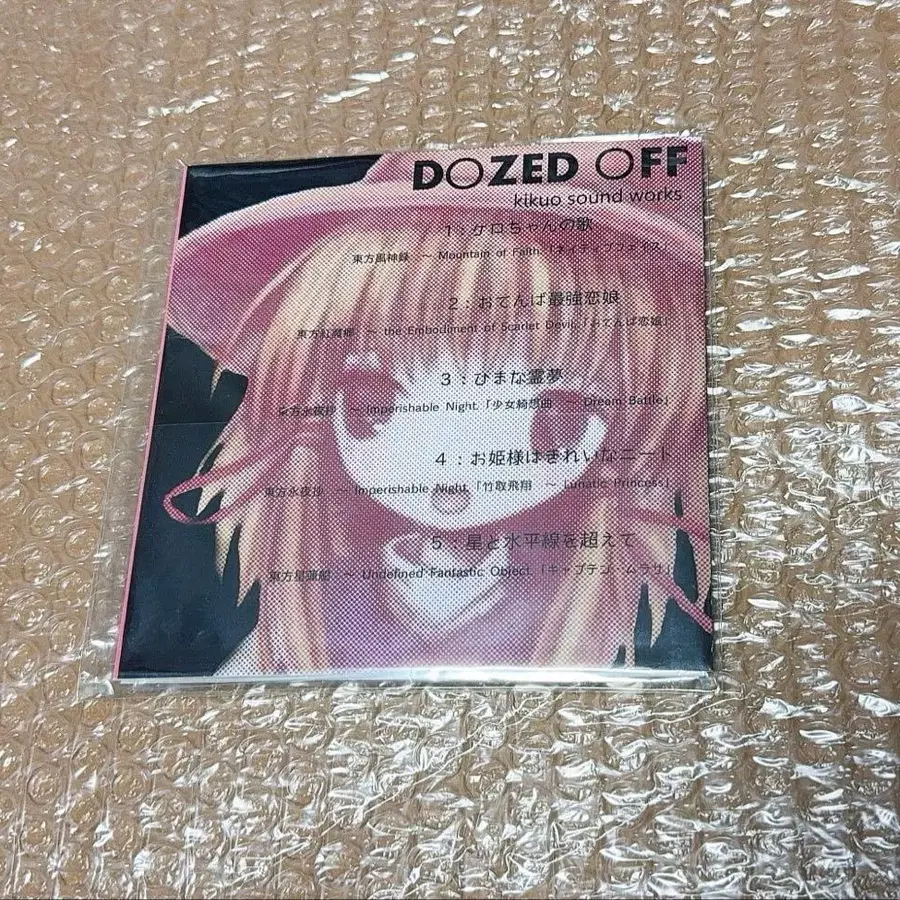 DOZED OFF
kikuo sound works
1：ケロちゃんの歌
東方風神録 ～ Mountain of Faith.「ネイティブフェイス」
2：おてんば最強恋娘
東方紅魔郷 ～ the Embodiment of Scarlet Devil.「おてんば恋娘」
3：ひまな霊夢
東方永夜抄 ～ Imperishable Night.「少女綺想曲 ～ Dream Battle」
4：お姫様はきれいなニート
東方永夜抄 ～ Imperishable Night.「竹取飛翔 ～ Lunatic Princess」
5：星と水平線を超えて
東方星蓮船 ～ Undefined Fantastic Object.「キャプテン・ムラサ」